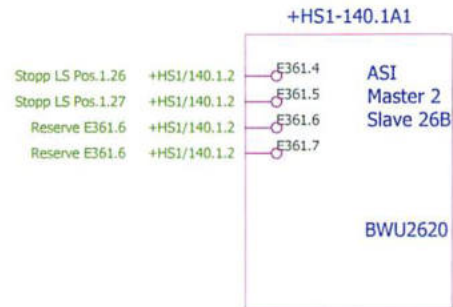 +HS1-140.1A1
Stopp LS Pos.1.26 +HS1/140.1.2 E361.4 ASI
Stopp LS Pos.1.27 +HS1/140.1.2 E361.5 Master 2
Reserve E361.6 +HS1/140.1.2 E361.6 Slave 26B
Reserve E361.6 +HS1/140.1.2 E361.7
BWU2620